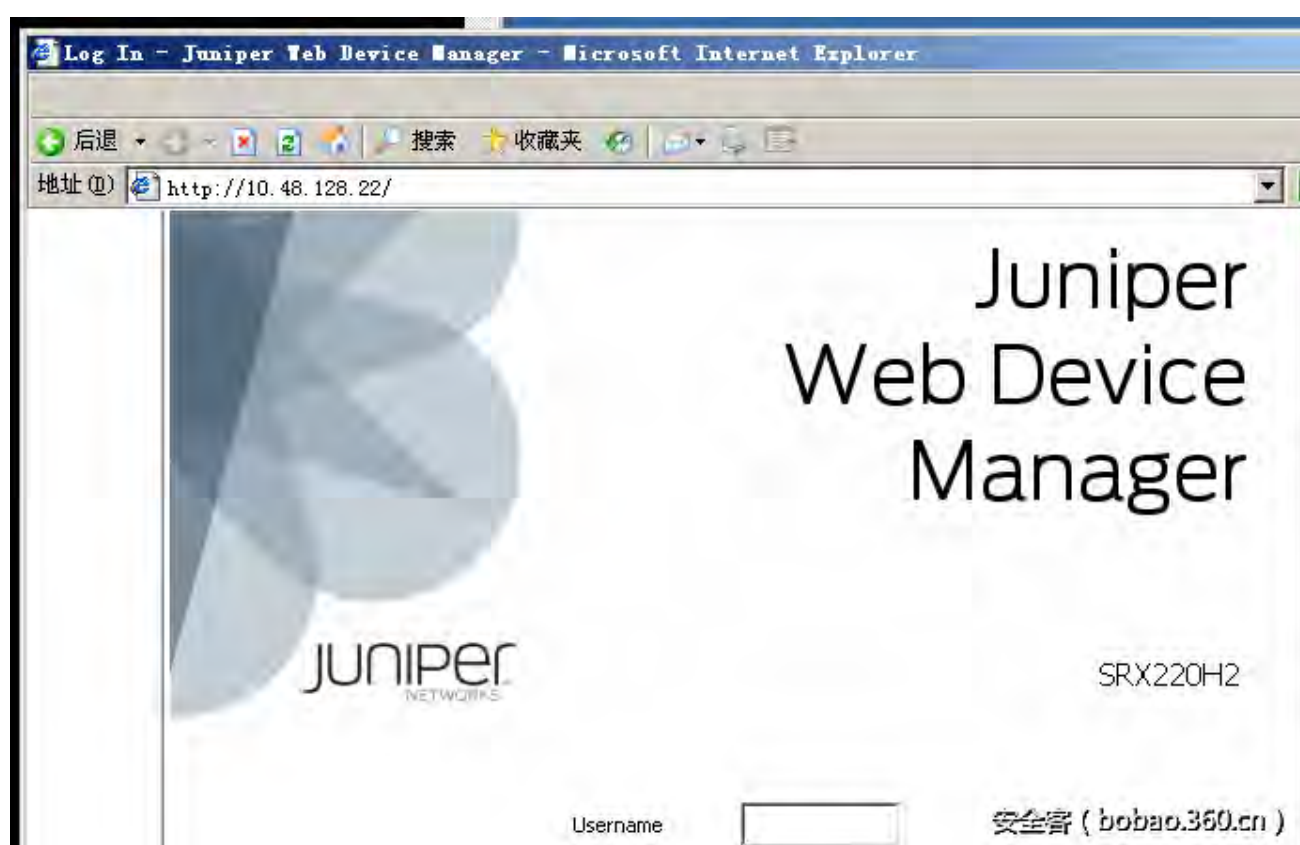 Log In - Juniper Web Device Manager - Microsoft Internet Explorer
后退 搜索 收藏夹
地址(D) http://10.48.128.22/
Juniper
Web Device
Manager
JUNIPER
NETWORKS
SRX220H2
Username
安全客 ( bobao.360.cn )